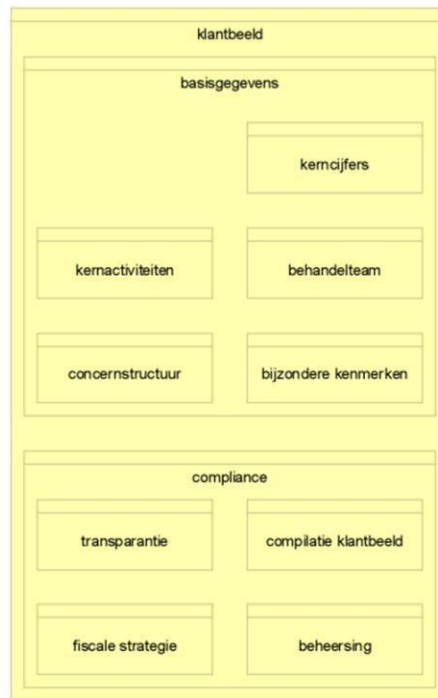 klantbeeld
basisgegevens
kerncijfers
kernactiviteiten
behandelteam
concernstructuur
bijzondere kenmerken
compliance
transparantie
compilatie klantbeeld
fiscale strategie
beheersing